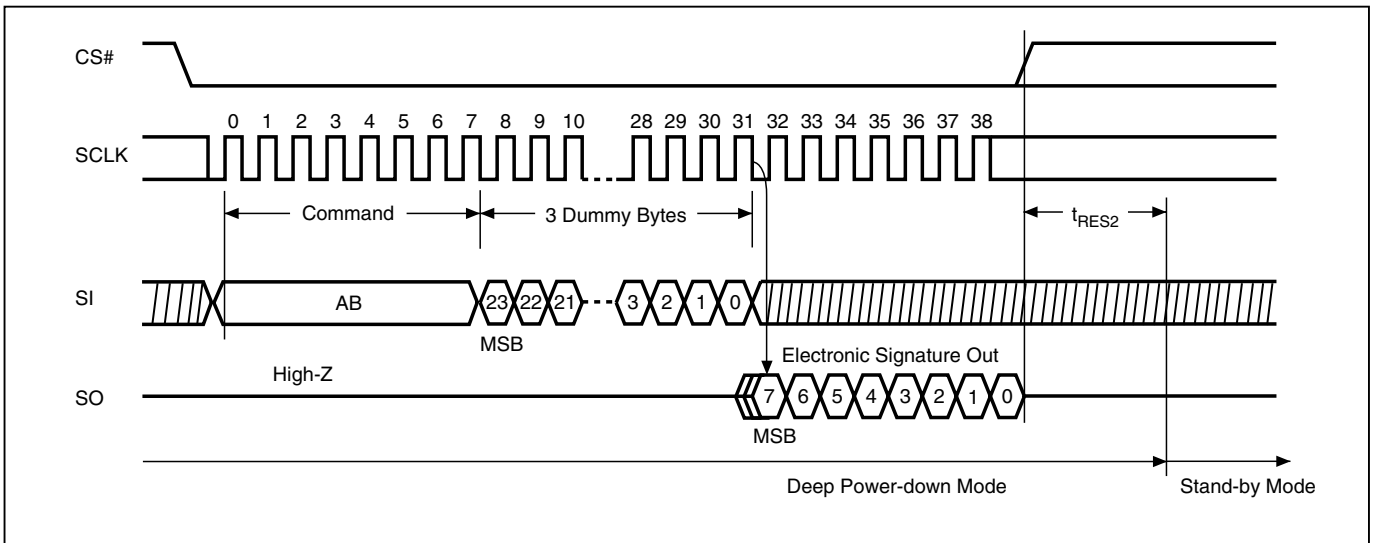 CS#
0 1 2 3 4 5 6 7 8 9 10 28 29 30 31 32 33 34 35 36 37 38
SCLK
Command 3 Dummy Bytes tRES2
SI AB 23 22 21 3 2 1 0
MSB
Electronic Signature Out
High-Z
SO 7 6 5 4 3 2 1 0
MSB
Deep Power-down Mode Stand-by Mode